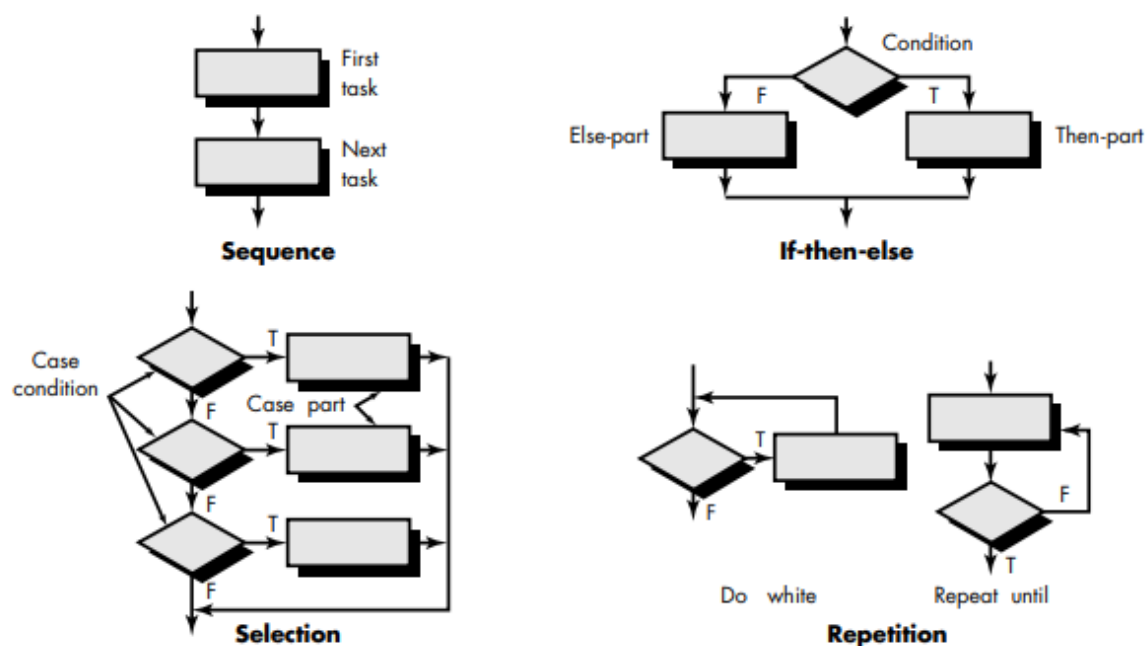 First
task
Next
task
Sequence
Condition
F
T
Else-part
Then-part
If-then-else
Case
condition
T
F
Case part
T
F
T
F
Selection
T
F
Do white
F
T
Repeat until
Repetition